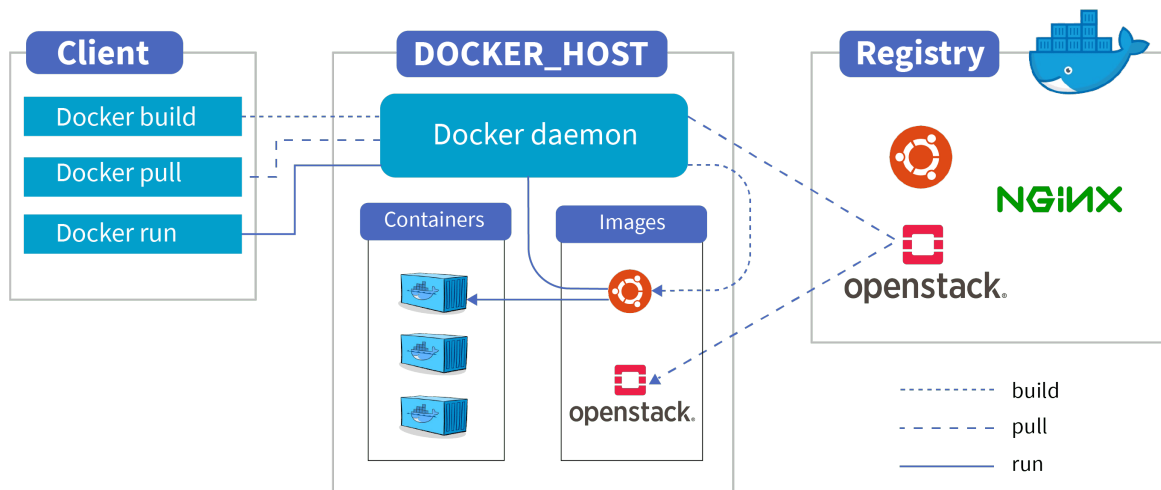 Client
Docker build
Docker pull
Docker run
DOCKER_HOST
Docker daemon
Containers
Images
openstack.
Registry
NGiNX
openstack.
build
pull
run